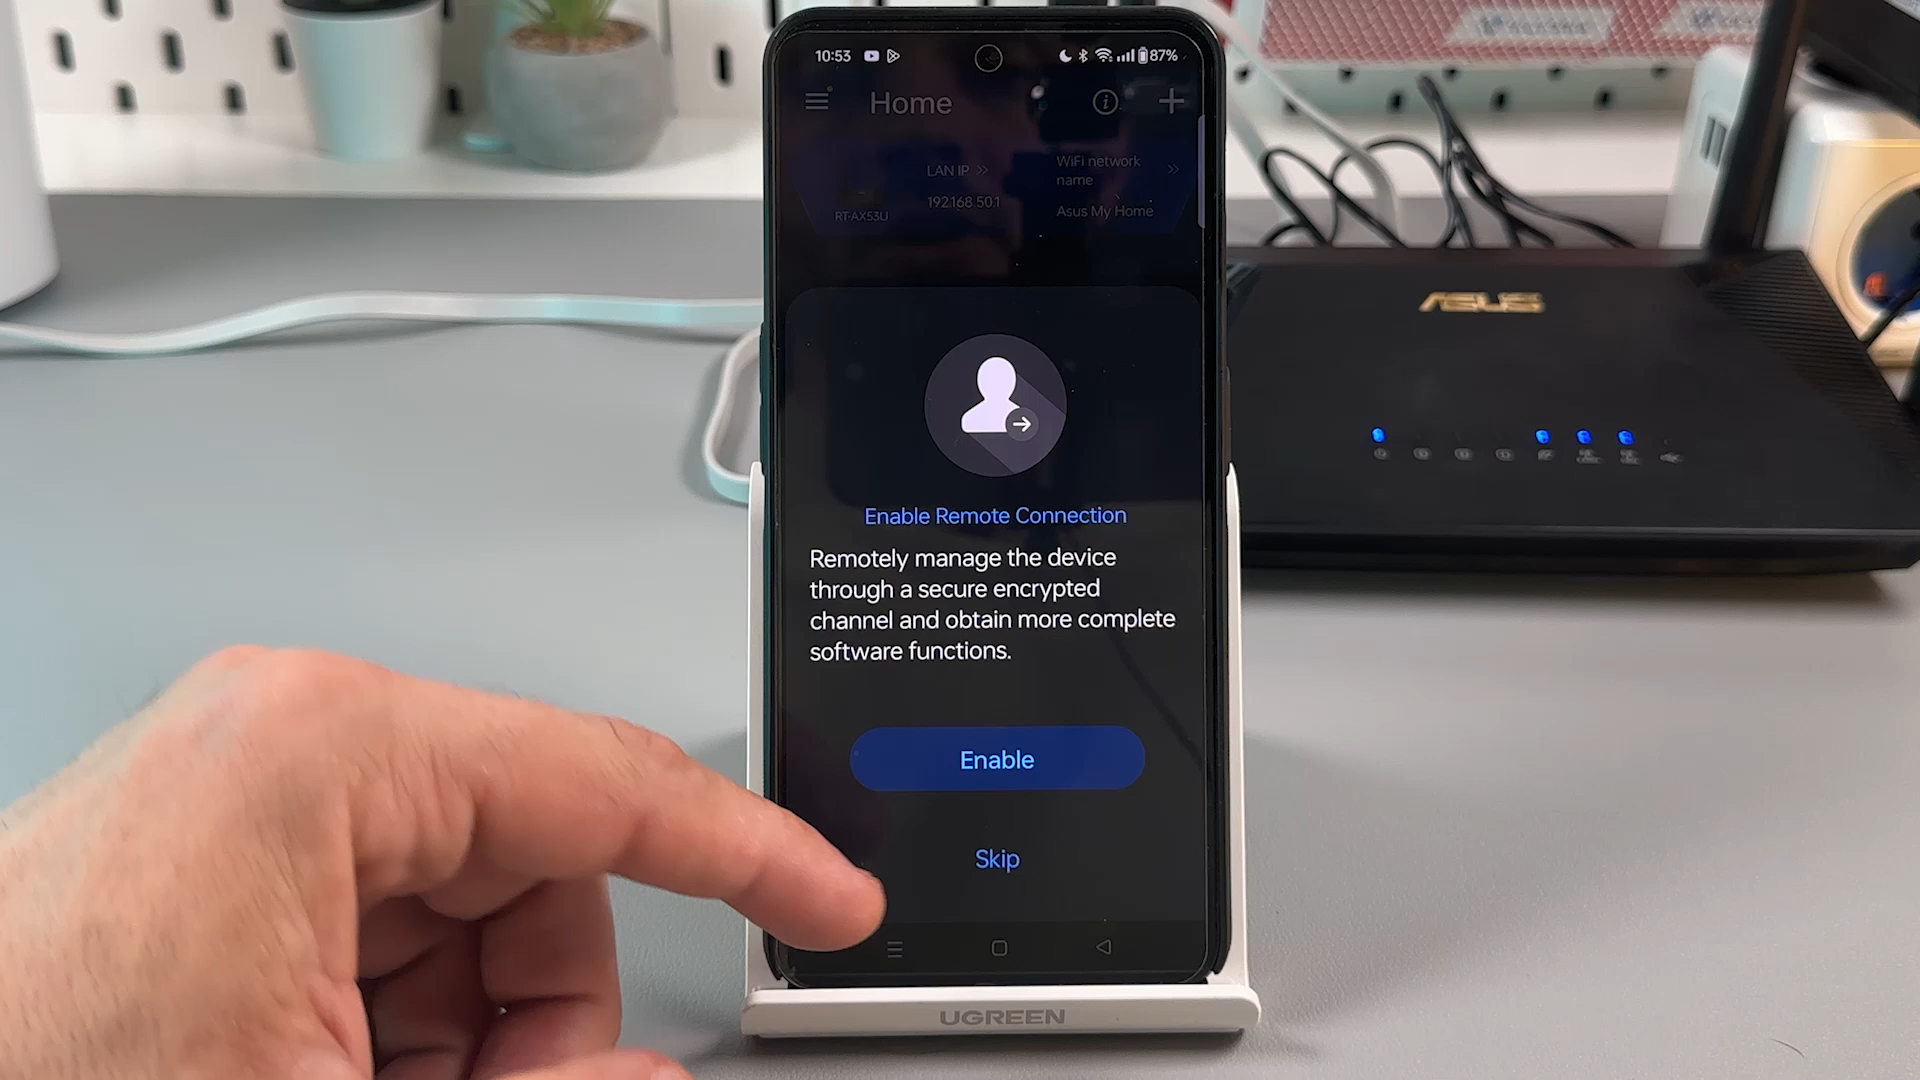 10:53
87%
Home
LAN IP >>
WiFi network
name
>>
192.168.50.1
RT-AX53U
Asus My Home
Enable Remote Connection
Remotely manage the device
through a secure encrypted
channel and obtain more complete
software functions.
Enable
Skip
UGREEN
ASUS